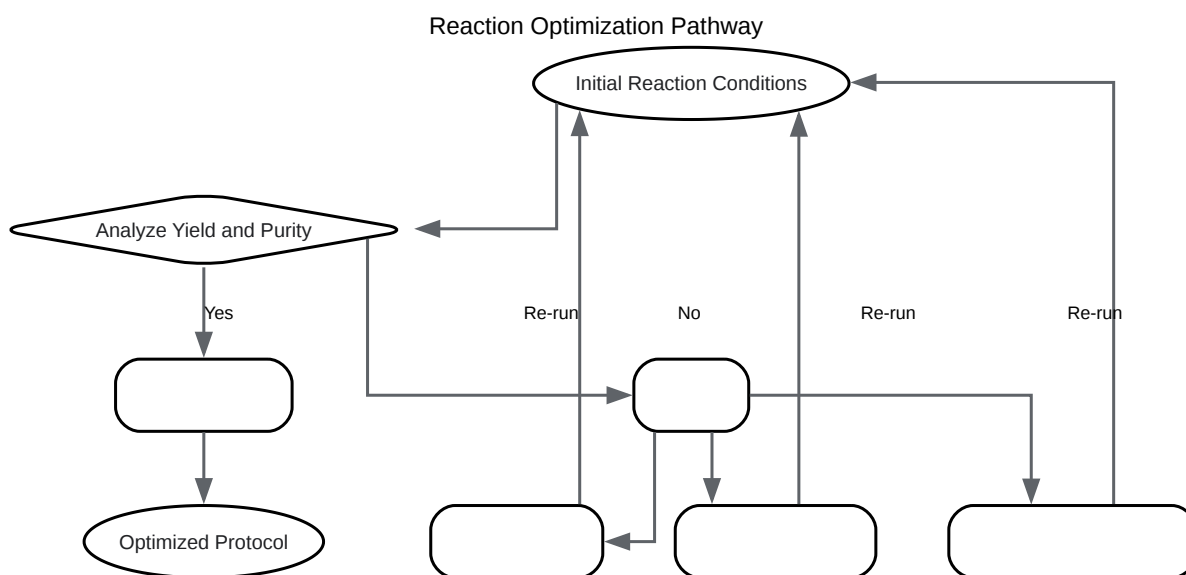 Reaction Optimization Pathway
Initial Reaction Conditions
Analyze Yield and Purity
Yes
Re-run
No
Re-run
Re-run
Optimized Protocol